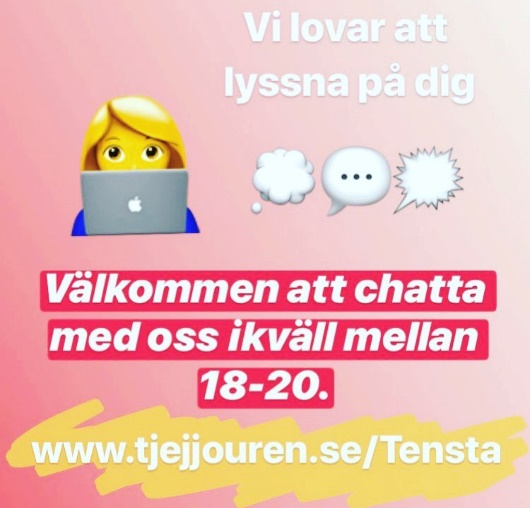 Vi lovar att
lyssna på dig
Välkommen att chatta
med oss ikväll mellan
18-20.
www.tjejjouren.se/Tensta